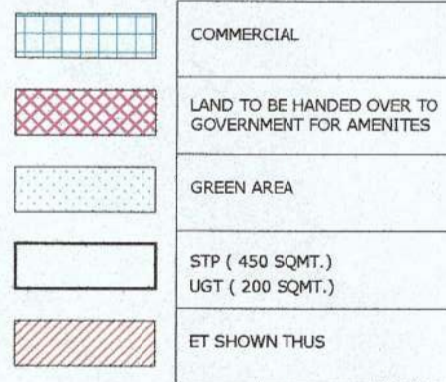 COMMERCIAL
LAND TO BE HANDED OVER TO
GOVERNMENT FOR AMENITES
GREEN AREA
STP ( 450 SQMT.)
UGT ( 200 SQMT.)
ET SHOWN THUS